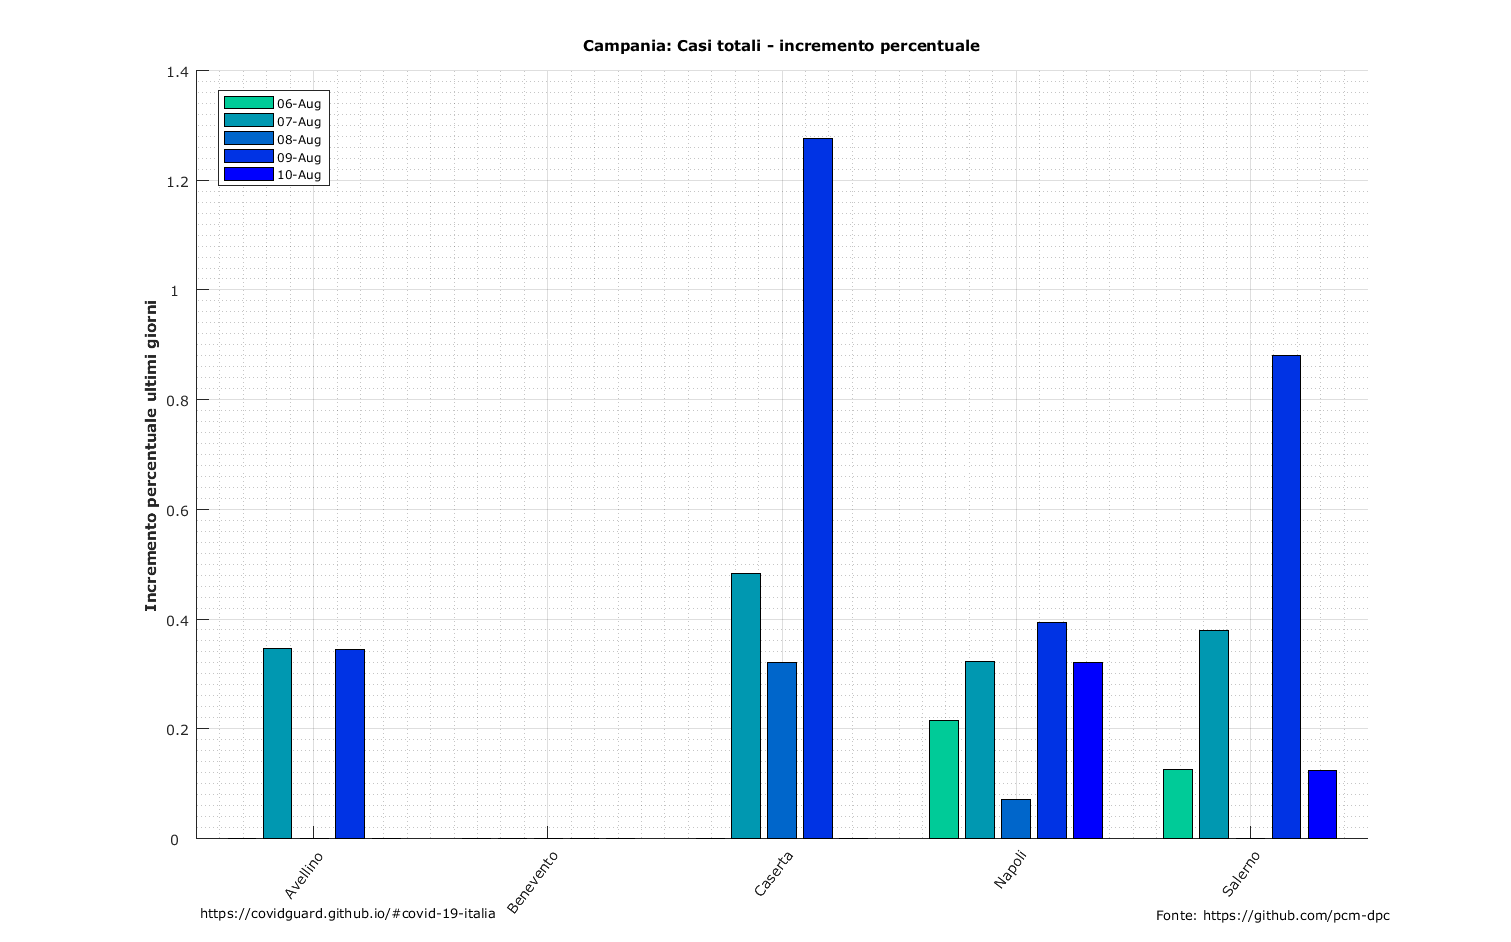 Campania: Casi totali - incremento percentuale
Incremento percentuale ultimi giorni
1.4
1.2
1
0.8
0.6
0.4
0.2
0
06-Aug
07-Aug
08-Aug
09-Aug
10-Aug
Avellino
Benevento
Caserta
Napoli
Salerno
https://covidguard.github.io/#covid-19-italia
Fonte: https://github.com/pcm-dpc